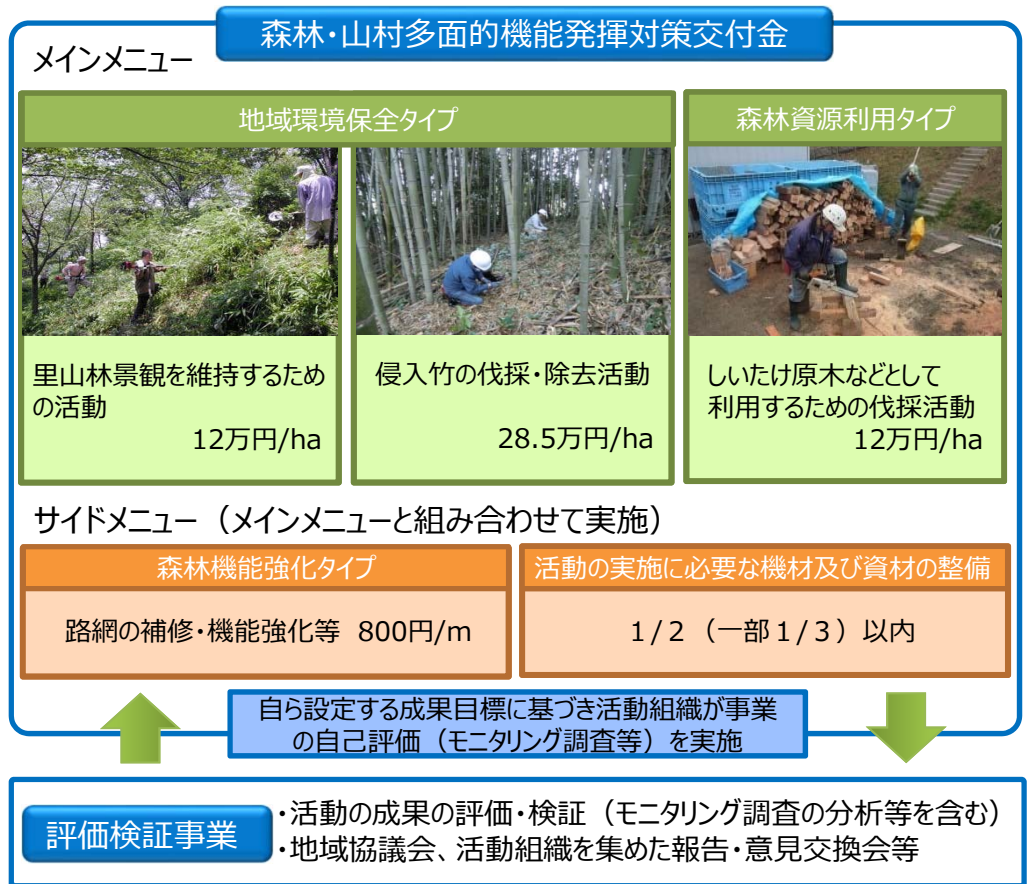 森林・山村多面的機能発揮対策交付金
メインメニュー
地域環境保全タイプ
森林資源利用タイプ
里山林景観を維持するため
の活動
12万円/ha
侵入竹の伐採・除去活動
28.5万円/ha
しいたけ原木などとして
利用するための伐採活動
12万円/ha
サイドメニュー（メインメニューと組み合わせて実施）
森林機能強化タイプ
路網の補修・機能強化等 800円/m
活動の実施に必要な機材及び資材の整備
１/２（一部１/３）以内
自ら設定する成果目標に基づき活動組織が事業
の自己評価（モニタリング調査等）を実施
評価検証事業
・活動の成果の評価・検証（モニタリング調査の分析等を含む）
・地域協議会、活動組織を集めた報告・意見交換会等